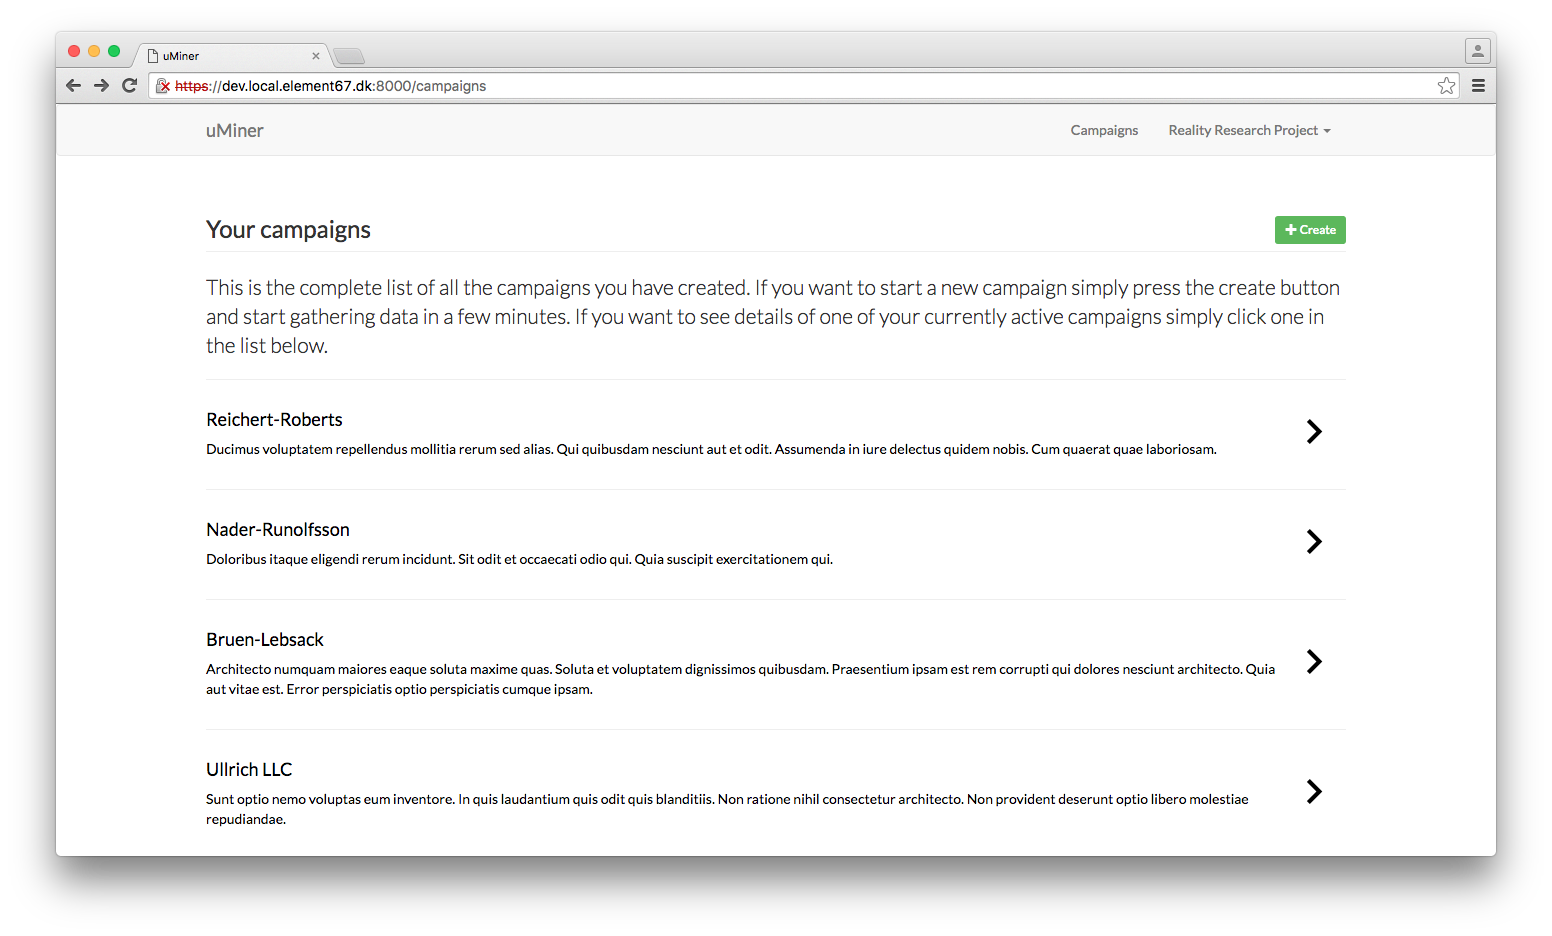 uMiner
https://dev.local.element67.dk:8000/campaigns
uMiner Campaigns Reality Research Project
Your campaigns Create
This is the complete list of all the campaigns you have created. If you want to start a new campaign simply press the create button
and start gathering data in a few minutes. If you want to see details of one of your currently active campaigns simply click one in
the list below.
Reichert-Roberts
Ducimus voluptatem repellendus mollitia rerum sed alias. Qui quibusdam nesciunt aut et odit. Assumenda in iure delectus quidem nobis. Cum quaerat quae laboriosam.
Nader-Runolfsson
Doloribus itaque eligendi rerum incidunt. Sit odit et occaecati odio qui. Quia suscipit exercitationem qui.
Bruen-Lebsack
Architecto numquam maiores eaque soluta maxime quas. Soluta et voluptatem dignissimos quibusdam. Praesentium ipsam est rem corrupti qui dolores nesciunt architecto. Quia
aut vitae est. Error perspiciatis optio perspiciatis cumque ipsam.
Ullrich LLC
Sunt optio nemo voluptas eum inventore. In quis laudantium quis odit quis blanditiis. Non ratione nihil consectetur architecto. Non provident deserunt optio libero molestiae
repudiandae.